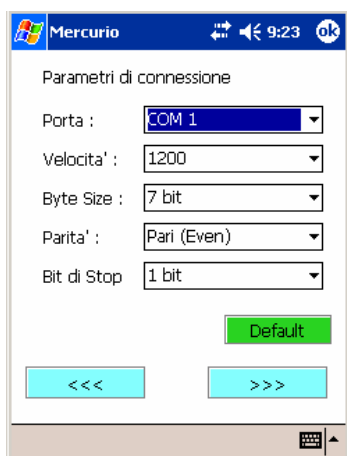 Mercurio 9:23 ok
Parametri di connessione
Porta : COM 1
Velocita' : 1200
Byte Size : 7 bit
Parita' : Pari (Even)
Bit di Stop 1 bit
Default
<<< >>>